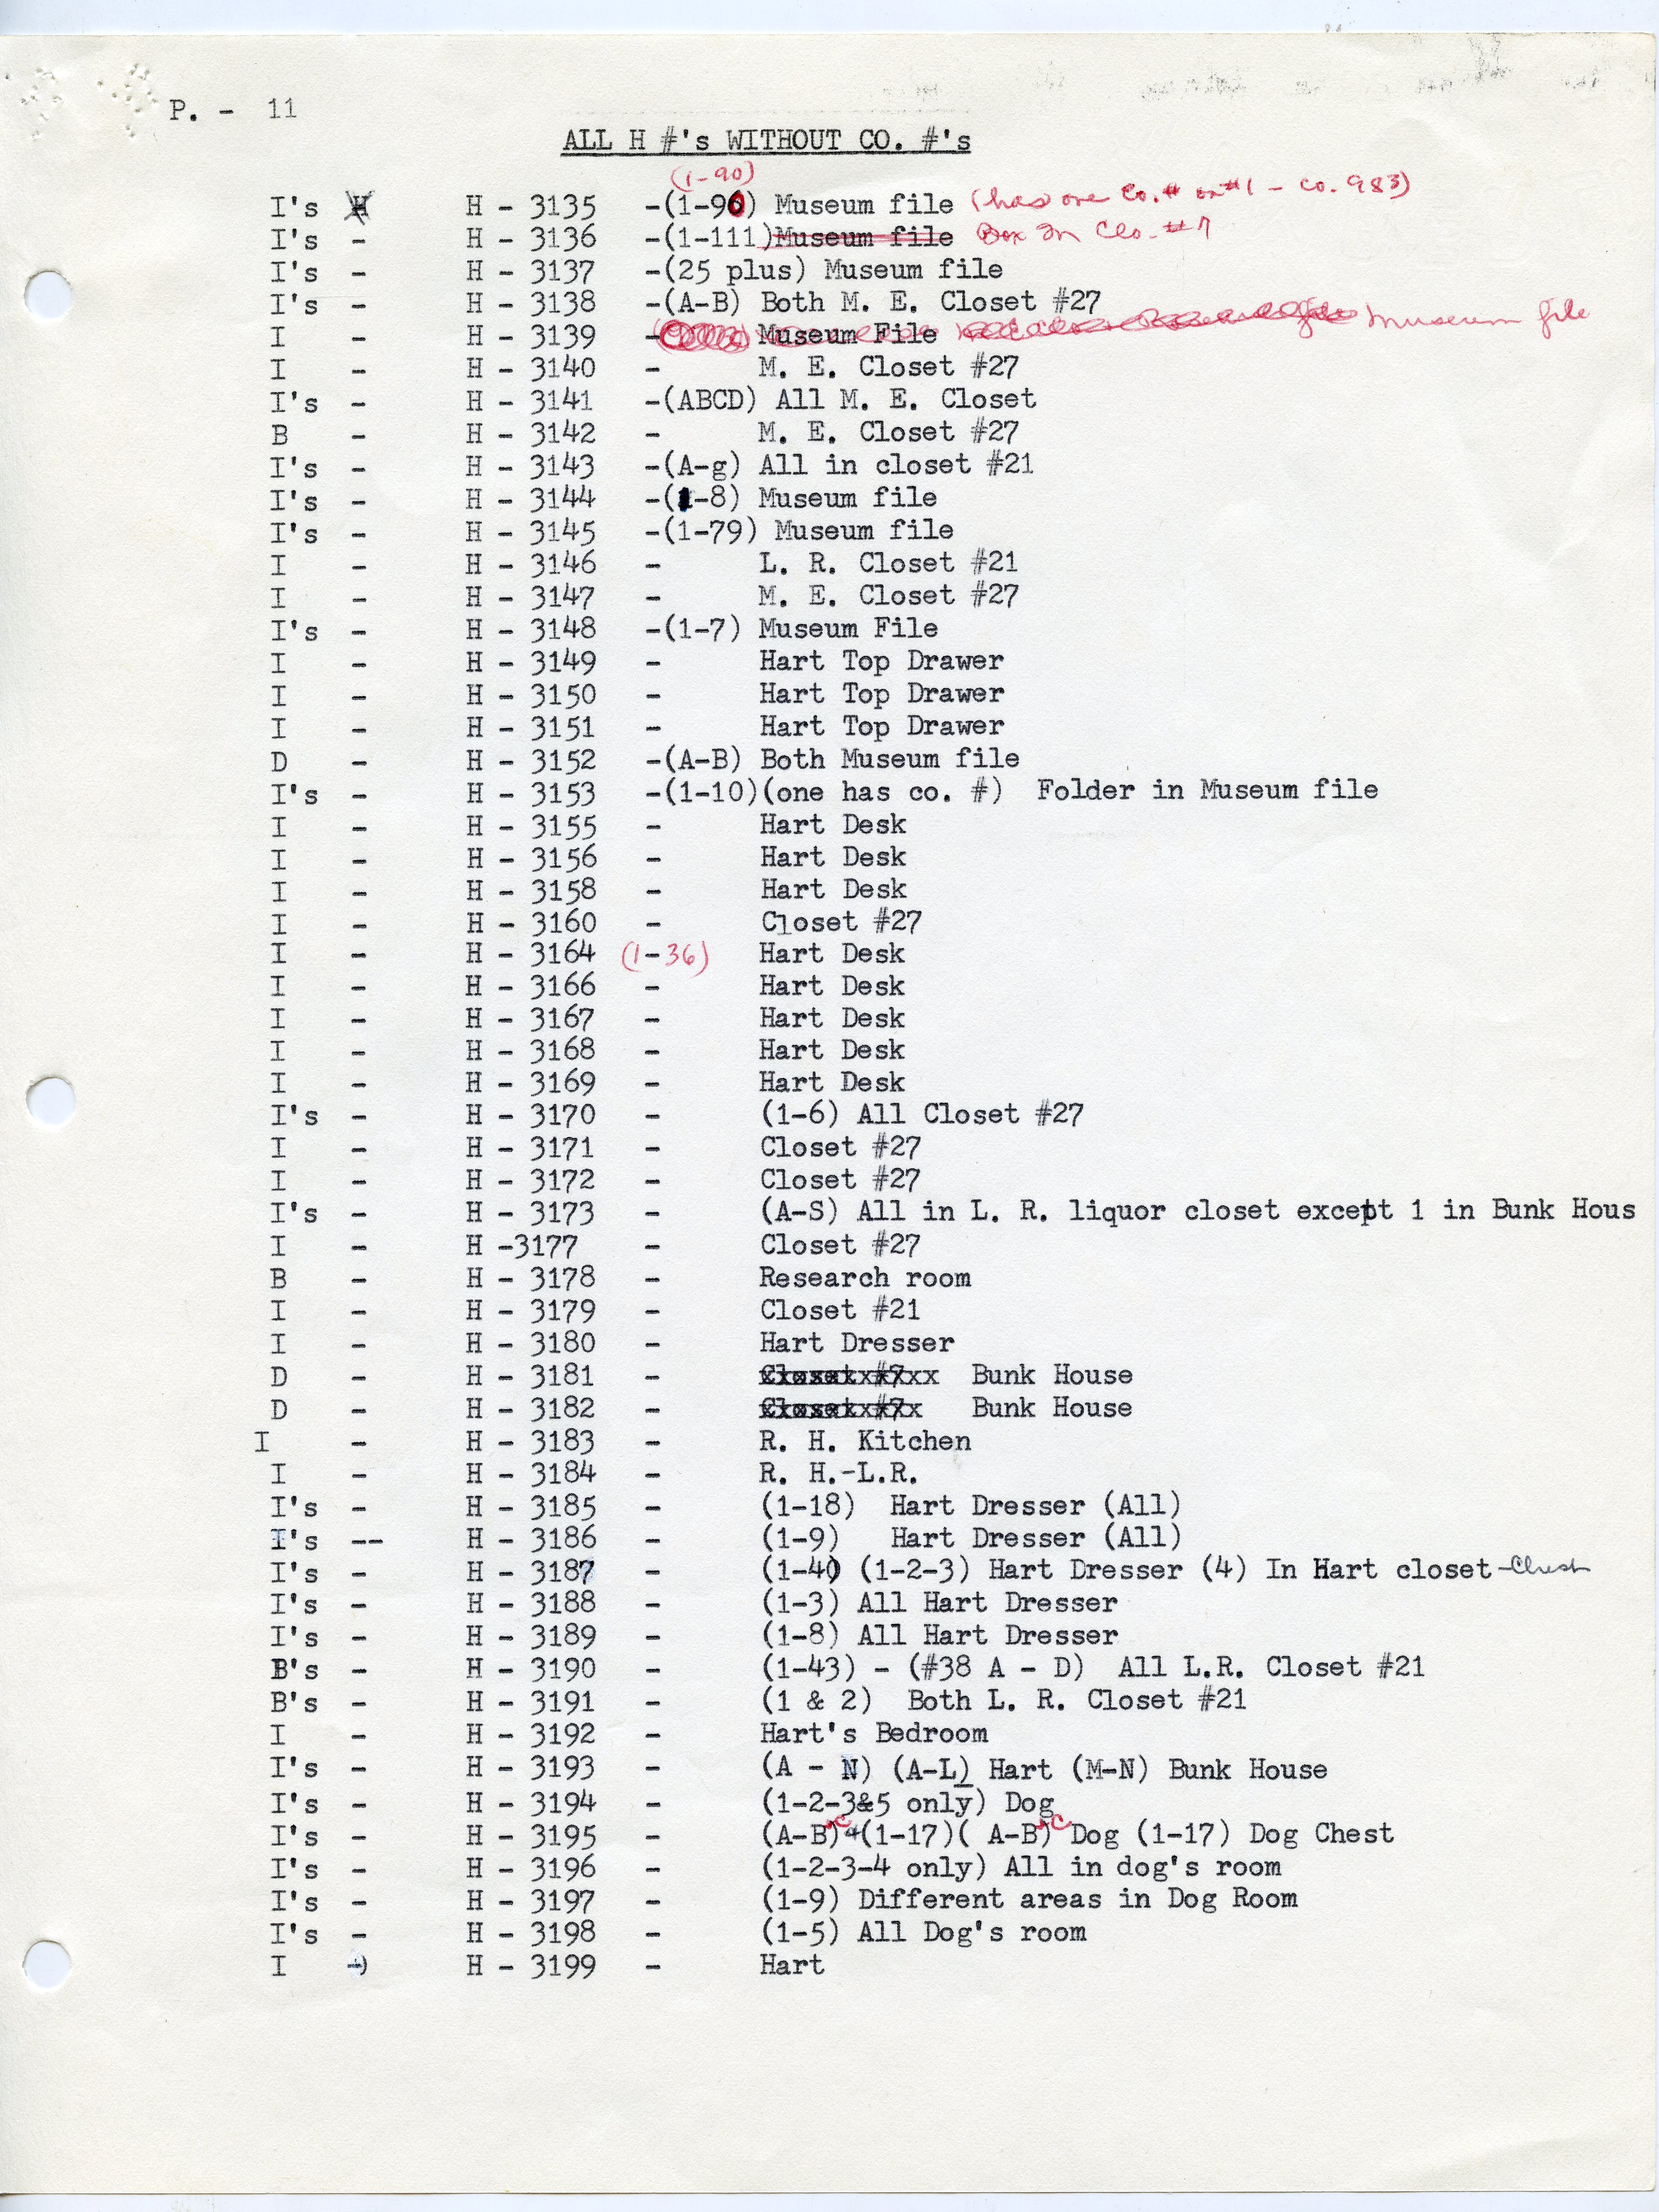 P. - 11
ALL H #'s WITHOUT CO. #'s
(1-90)
I's H H - 3135 -(1-90) Museum file (has one Co. # on #1 - Co. 983)
I's - H - 3136 -(1-111)Museum file Box in Clo. #7
I's - H - 3137 -(25 plus) Museum file
I's - H - 3138 -(A-B) Both M. E. Closet #27
I - H - 3139 - Museum File museum file
I - H - 3140 - M. E. Closet #27
I's - H - 3141 -(ABCD) All M. E. Closet
B - H - 3142 - M. E. Closet #27
I's - H - 3143 -(A-g) All in closet #21
I's - H - 3144 -(1-8) Museum file
I's - H - 3145 -(1-79) Museum file
I - H - 3146 - L. R. Closet #21
I - H - 3147 - M. E. Closet #27
I's - H - 3148 -(1-7) Museum File
I - H - 3149 - Hart Top Drawer
I - H - 3150 - Hart Top Drawer
I - H - 3151 - Hart Top Drawer
D - H - 3152 -(A-B) Both Museum file
I's - H - 3153 -(1-10)(one has co. #) Folder in Museum file
I - H - 3155 - Hart Desk
I - H - 3156 - Hart Desk
I - H - 3158 - Hart Desk
I - H - 3160 - Closet #27
I - H - 3164 (1-36) Hart Desk
I - H - 3166 - Hart Desk
I - H - 3167 - Hart Desk
I - H - 3168 - Hart Desk
I - H - 3169 - Hart Desk
I's - H - 3170 - (1-6) All Closet #27
I - H - 3171 - Closet #27
I - H - 3172 - Closet #27
I's - H - 3173 - (A-S) All in L. R. liquor closet except 1 in Bunk Hous
I - H -3177 - Closet #27
B - H - 3178 - Research room
I - H - 3179 - Closet #21
I - H - 3180 - Hart Dresser
D - H - 3181 - Closet #7 Bunk House
D - H - 3182 - Closet #7 Bunk House
I - H - 3183 - R. H. Kitchen
I - H - 3184 - R. H.-L.R.
I's - H - 3185 - (1-18) Hart Dresser (All)
I's -- H - 3186 - (1-9) Hart Dresser (All)
I's - H - 3187 - (1-4) (1-2-3) Hart Dresser (4) In Hart closet-Chest
I's - H - 3188 - (1-3) All Hart Dresser
I's - H - 3189 - (1-8) All Hart Dresser
B's - H - 3190 - (1-43) - (#38 A - D) All L.R. Closet #21
B's - H - 3191 - (1 & 2) Both L. R. Closet #21
I - H - 3192 - Hart's Bedroom
I's - H - 3193 - (A - N) (A-L) Hart (M-N) Bunk House
I's - H - 3194 - (1-2-3&5 only) Dog
I's - H - 3195 - (A-B-C)+(1-17)( A-B-C) Dog (1-17) Dog Chest
I's - H - 3196 - (1-2-3-4 only) All in dog's room
I's - H - 3197 - (1-9) Different areas in Dog Room
I's - H - 3198 - (1-5) All Dog's room
I - H - 3199 - Hart